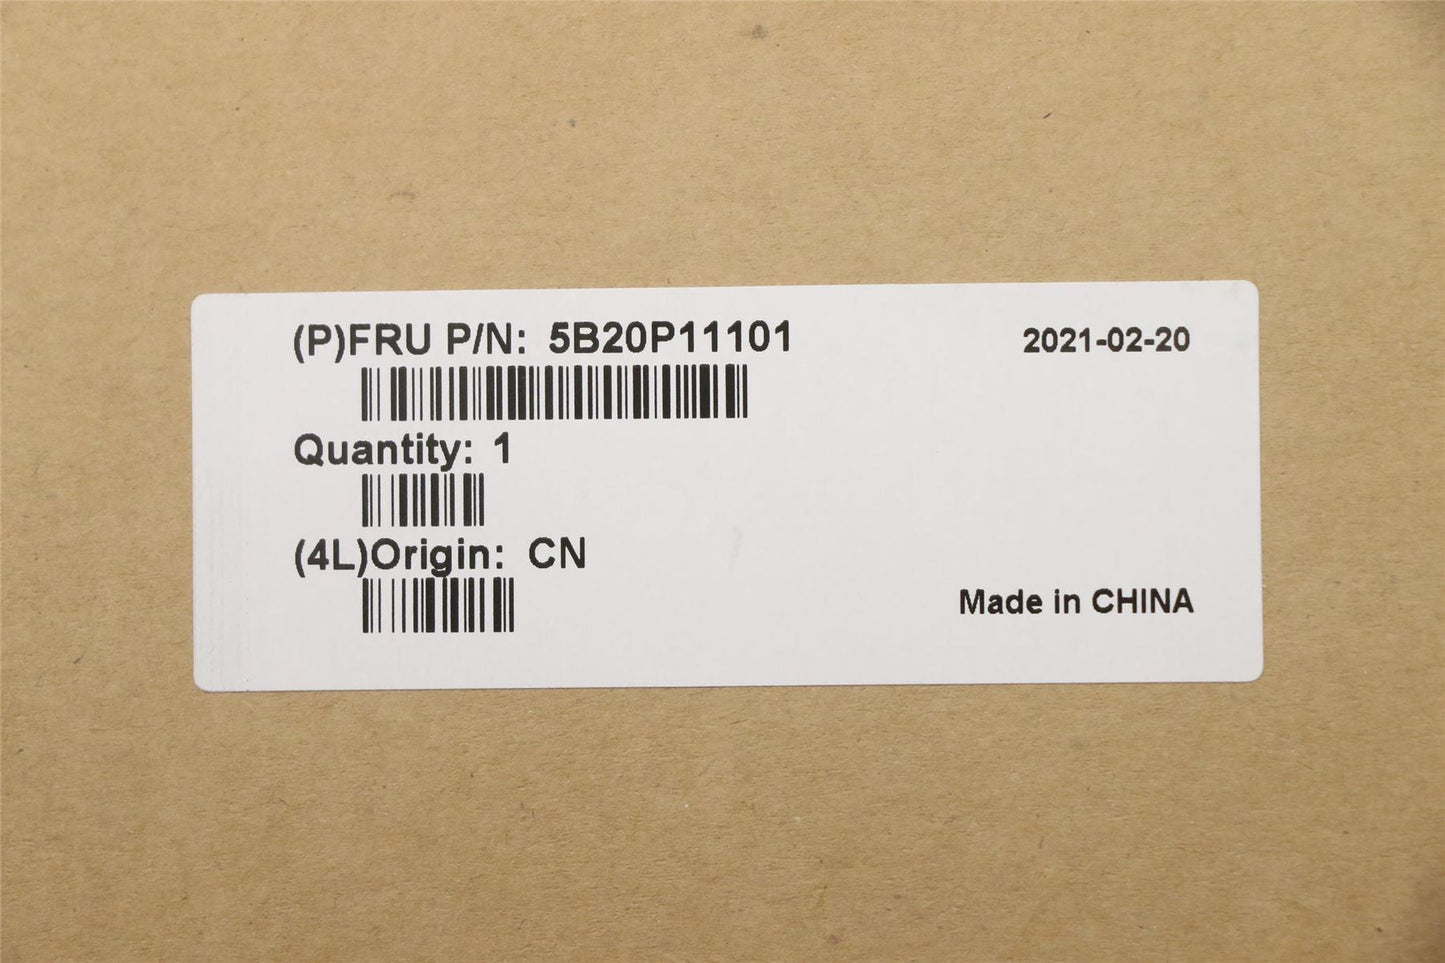 (P)FRU P/N: 5B20P11101 2021-02-20
Quantity: 1
(4L)Origin: CN
Made in CHINA